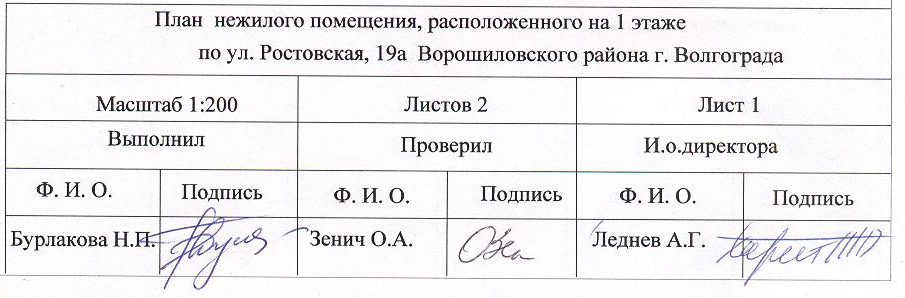 План нежилого помещения, расположенного на 1 этаже
по ул. Ростовская, 19а Ворошиловского района г. Волгограда
Масштаб 1:200 Листов 2 Лист 1
Выполнил Проверил И.о.директора
Ф. И. О. Подпись Ф. И. О. Подпись Ф. И. О. Подпись
Бурлакова Н.П. Зенич О.А. Леднев А.Г.